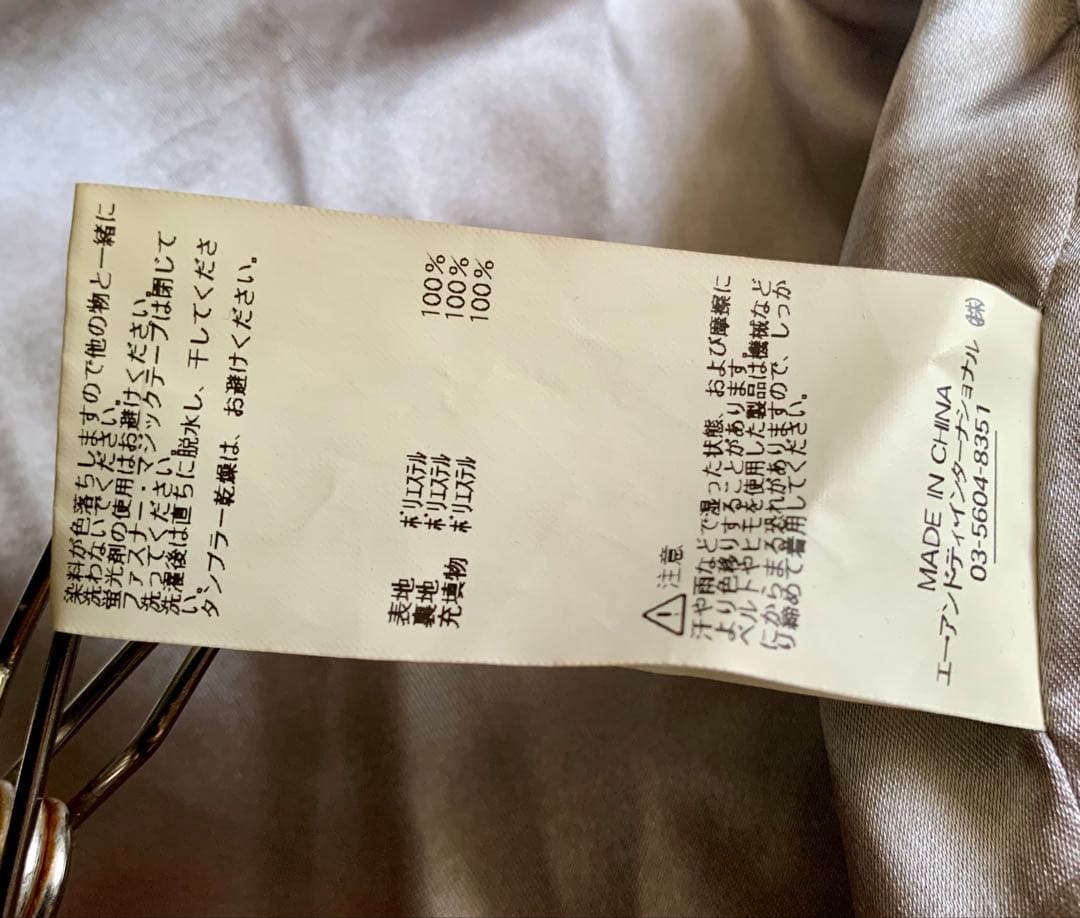 染料が色落ちしますので他の物と一緒に
洗わないでください。
蛍光剤の使用はお避けください。
ファスナー・マジックテープは閉じて
洗ってください。
洗濯後は直ちに脱水し、干してくださ
い。
タンブラー乾燥は、お避けください。
表地 ポリエステル 100%
裏地 ポリエステル 100%
充填物 ポリエステル 100%
注意
汗や雨などで湿った状態、および摩擦に
より色移りすることがあります。
ベルトやヒモを使用した製品は機械など
にからまる恐れがありますので、しっか
り締めて着用してください。
MADE IN CHINA
エーアンドディインターナショナル ㈱
03-5604-8351